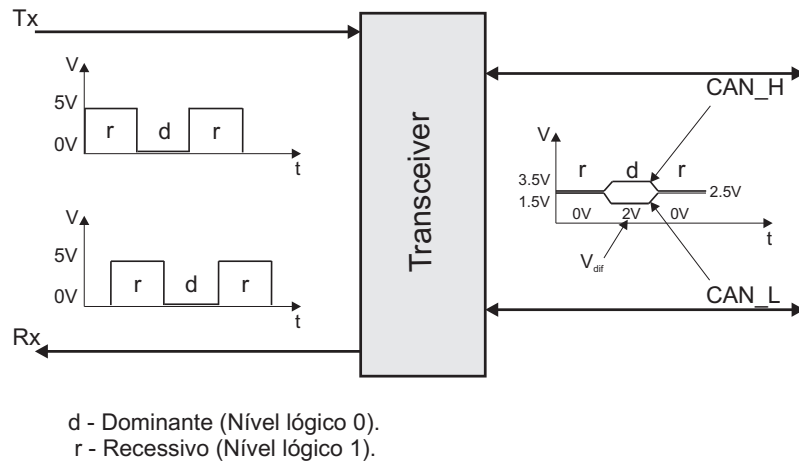 Tx
V
5V
0V
r d r
t
V
5V
0V
r d r
t
Rx
Transceiver
CAN_H
V
r d r
3.5V
1.5V
2.5V
0V 2V 0V
t
V dif
CAN_L
d - Dominante (Nível lógico 0).
r - Recessivo (Nível lógico 1).